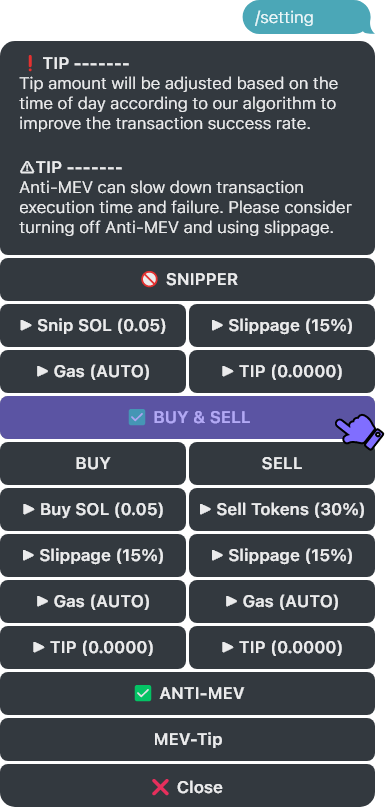 /setting
❗ TIP -------
Tip amount will be adjusted based on the
time of day according to our algorithm to
improve the transaction success rate.
⚠TIP -------
Anti-MEV can slow down transaction
execution time and failure. Please consider
turning off Anti-MEV and using slippage.
🚫 SNIPPER
▶ Snip SOL (0.05) ▶ Slippage (15%)
▶ Gas (AUTO) ▶ TIP (0.0000)
✅ BUY & SELL
BUY SELL
▶ Buy SOL (0.05) ▶ Sell Tokens (30%)
▶ Slippage (15%) ▶ Slippage (15%)
▶ Gas (AUTO) ▶ Gas (AUTO)
▶ TIP (0.0000) ▶ TIP (0.0000)
✅ ANTI-MEV
MEV-Tip
❌ Close